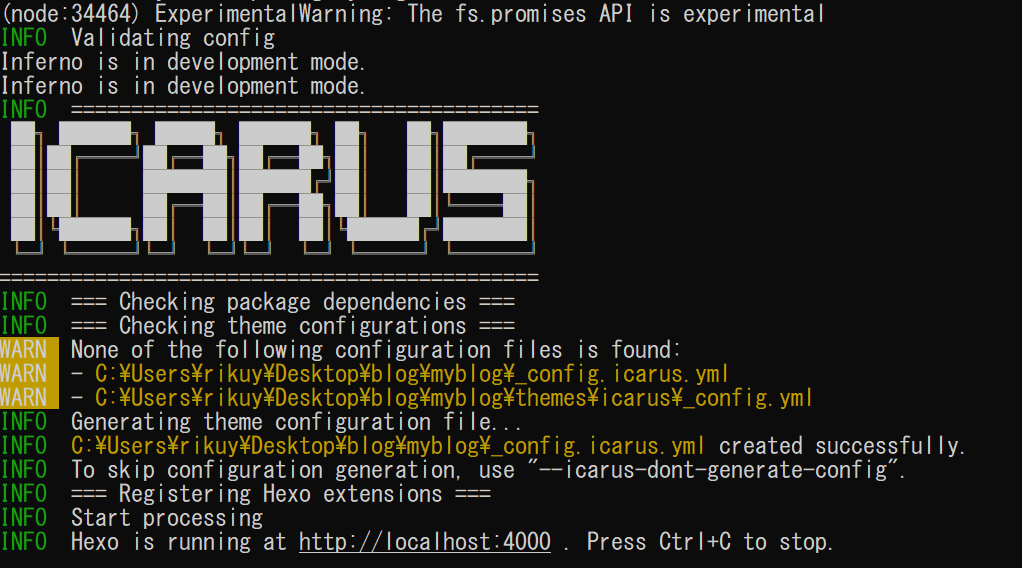 (node:34464) ExperimentalWarning: The fs.promises API is experimental
INFO  Validating config
Inferno is in development mode.
Inferno is in development mode.
INFO  =======================================
ICARUS
=============================================
INFO  === Checking package dependencies ===
INFO  === Checking theme configurations ===
WARN  None of the following configuration files is found:
WARN  - C:¥Users¥rikuy¥Desktop¥blog¥myblog¥_config.icarus.yml
WARN  - C:¥Users¥rikuy¥Desktop¥blog¥myblog¥themes¥icarus¥_config.yml
INFO  Generating theme configuration file...
INFO  C:¥Users¥rikuy¥Desktop¥blog¥myblog¥_config.icarus.yml created successfully.
INFO  To skip configuration generation, use "--icarus-dont-generate-config".
INFO  === Registering Hexo extensions ===
INFO  Start processing
INFO  Hexo is running at http://localhost:4000 . Press Ctrl+C to stop.